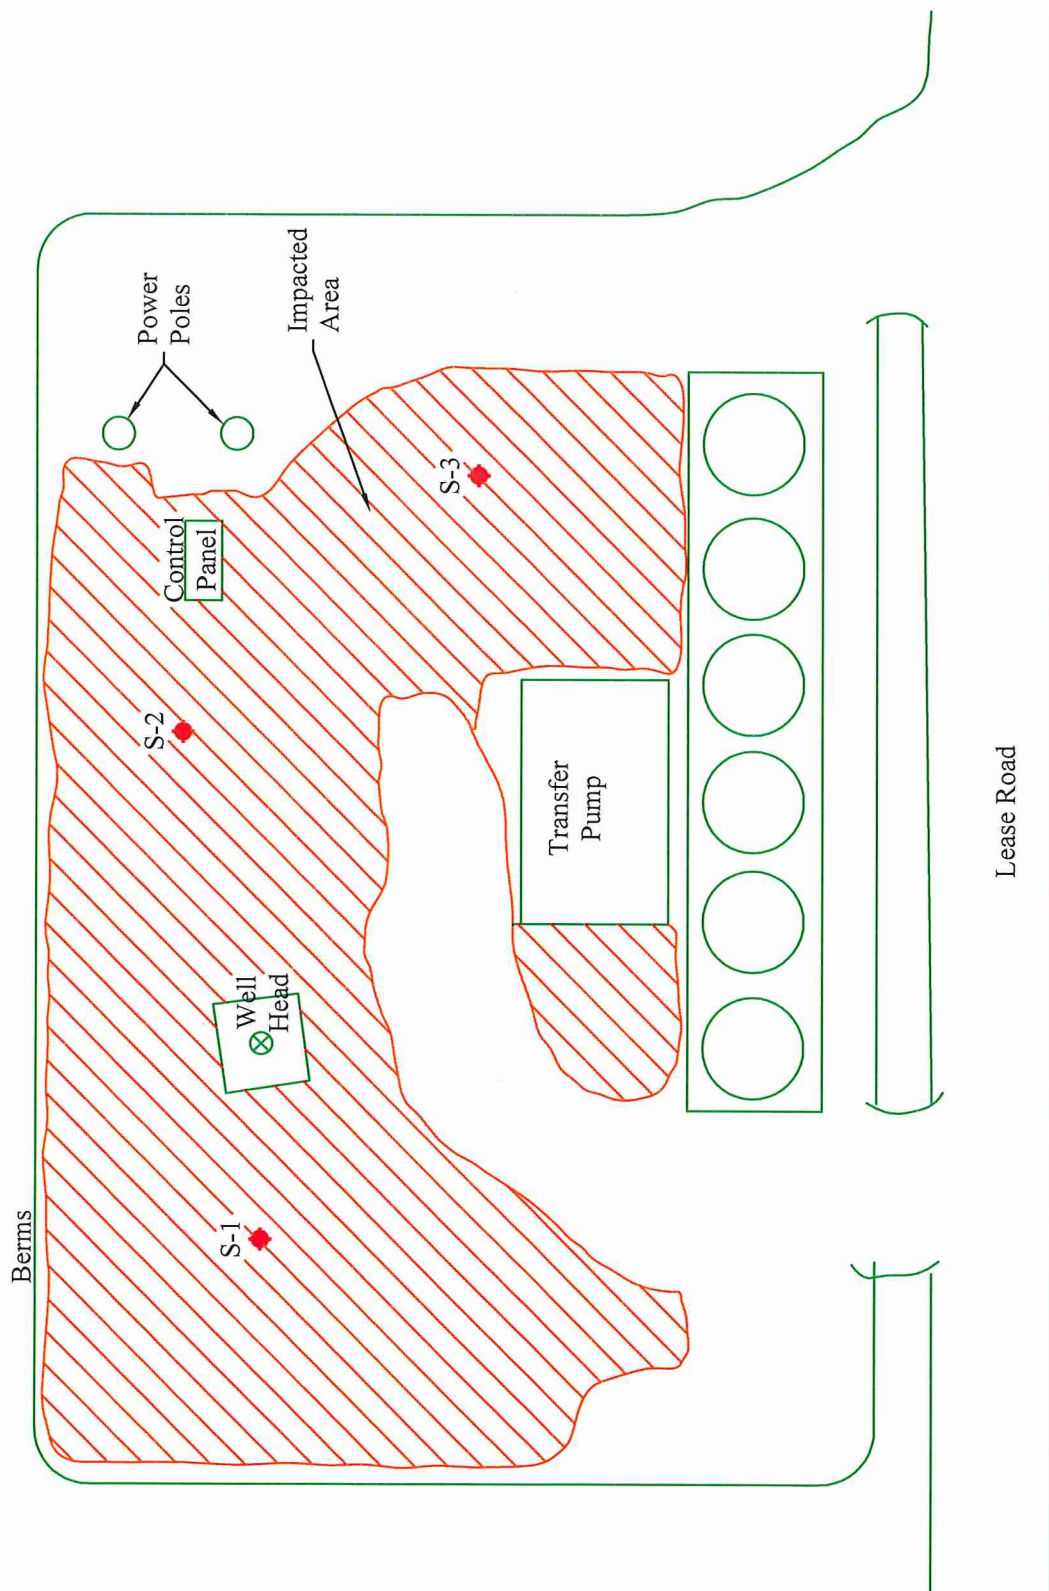 Berms
S-1
Well
Head
S-2
Control
Panel
Power
Poles
Impacted
Area
S-3
Transfer
Pump
Lease Road